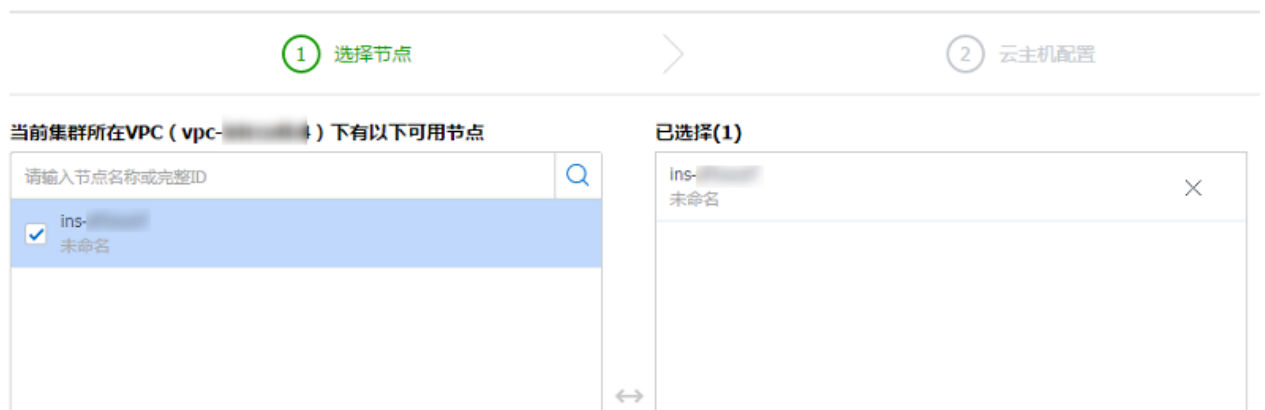 1 选择节点
2 云主机配置
当前集群所在VPC（vpc-）下有以下可用节点
请输入节点名称或完整ID
ins-
未命名
已选择(1)
ins-
未命名